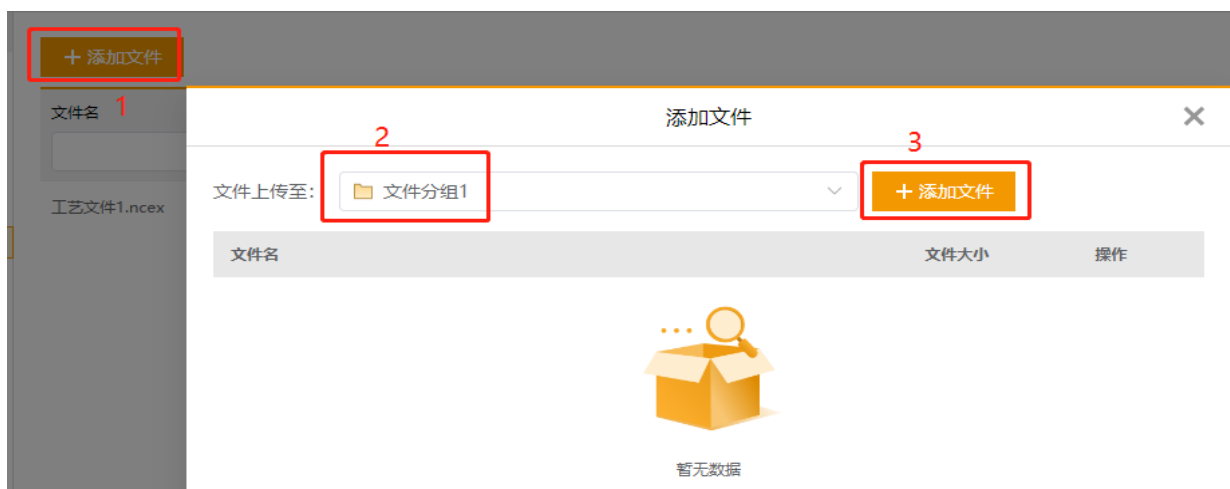 + 添加文件
1
文件名
添加文件
2
3
文件上传至：
文件分组1
+ 添加文件
工艺文件1.ncex
文件名 文件大小 操作
暂无数据